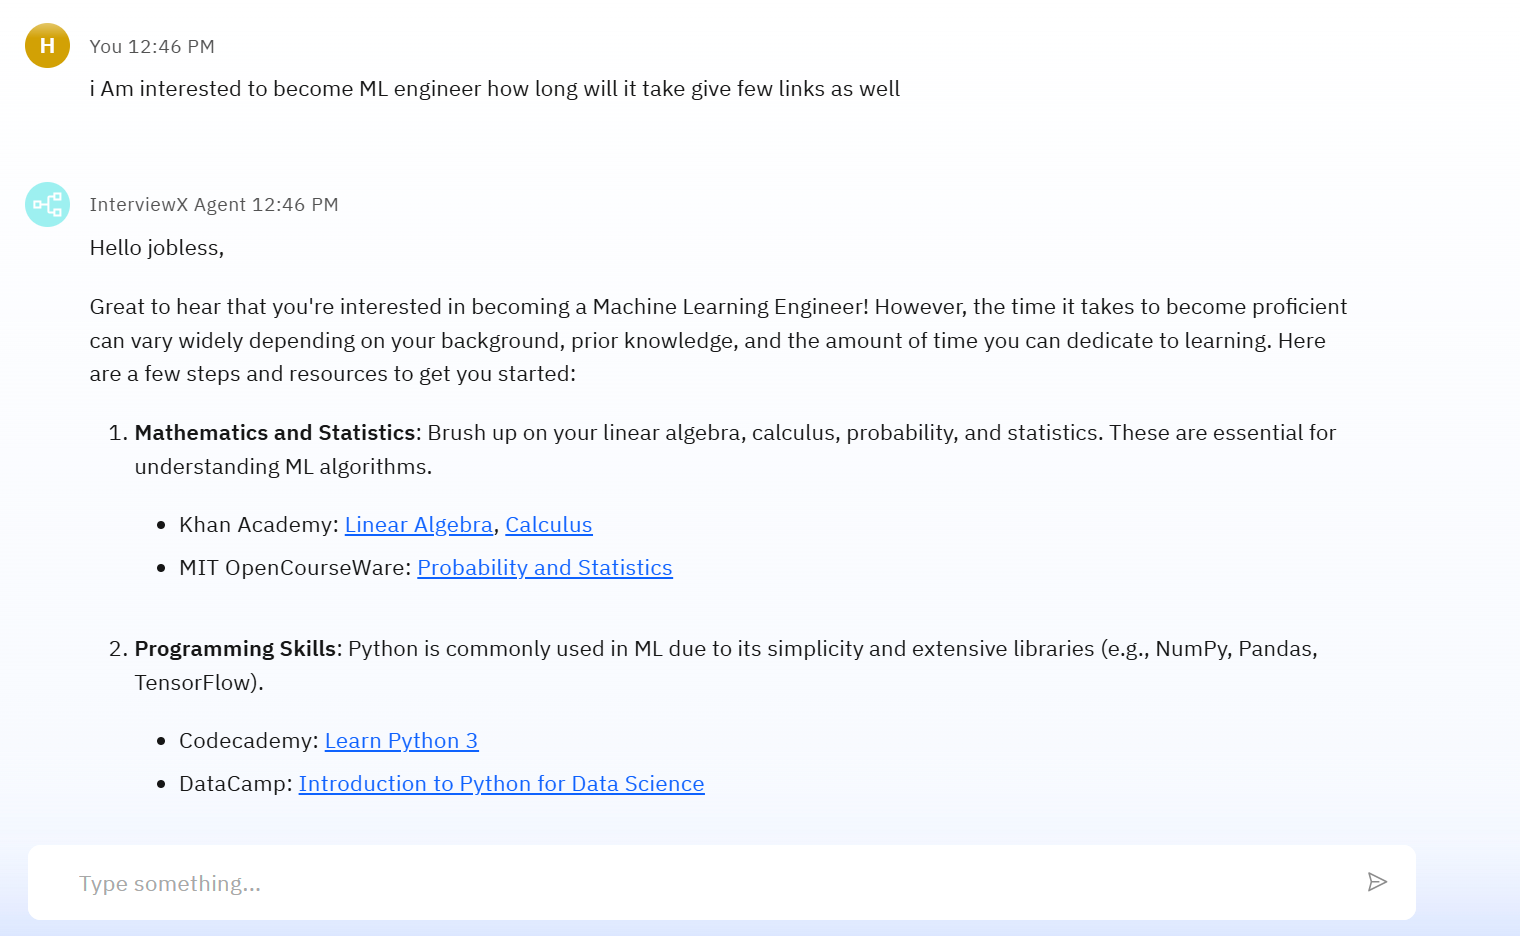 H
You 12:46 PM
i Am interested to become ML engineer how long will it take give few links as well
InterviewX Agent 12:46 PM
Hello jobless,
Great to hear that you're interested in becoming a Machine Learning Engineer! However, the time it takes to become proficient
can vary widely depending on your background, prior knowledge, and the amount of time you can dedicate to learning. Here
are a few steps and resources to get you started:
1. Mathematics and Statistics: Brush up on your linear algebra, calculus, probability, and statistics. These are essential for
understanding ML algorithms.
• Khan Academy: Linear Algebra, Calculus
• MIT OpenCourseWare: Probability and Statistics
2. Programming Skills: Python is commonly used in ML due to its simplicity and extensive libraries (e.g., NumPy, Pandas,
TensorFlow).
• Codecademy: Learn Python 3
• DataCamp: Introduction to Python for Data Science
Type something...